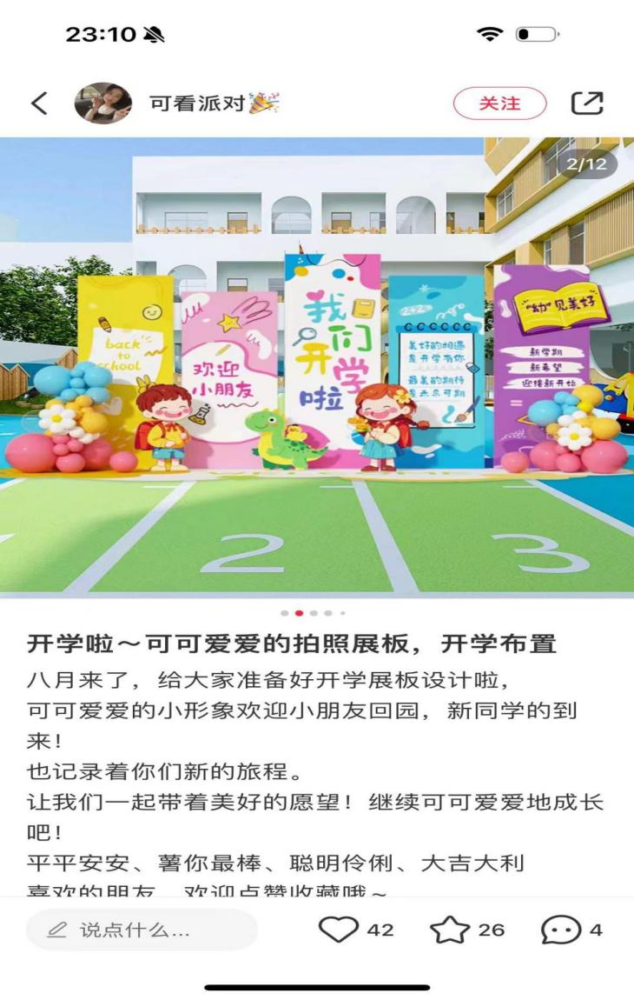 23:10
可看派对🎉
关注
2/12
back
to
school
欢迎
小朋友
我
们
开
学
啦
2+2=
美好的相遇
是开学有你
最美的期待
是未来可期
"幼"见美好
新学期
新希望
迎接新开始
2
3
开学啦~可可爱爱的拍照展板，开学布置
八月来了，给大家准备好开学展板设计啦，
可可爱爱的小形象欢迎小朋友回园，新同学的到
来！
也记录着你们新的旅程。
让我们一起带着美好的愿望！继续可可爱爱地成长
吧！
平平安安、薯你最棒、聪明伶俐、大吉大利
喜欢的朋友，欢迎点赞收藏哦~
说点什么...
42
26
4